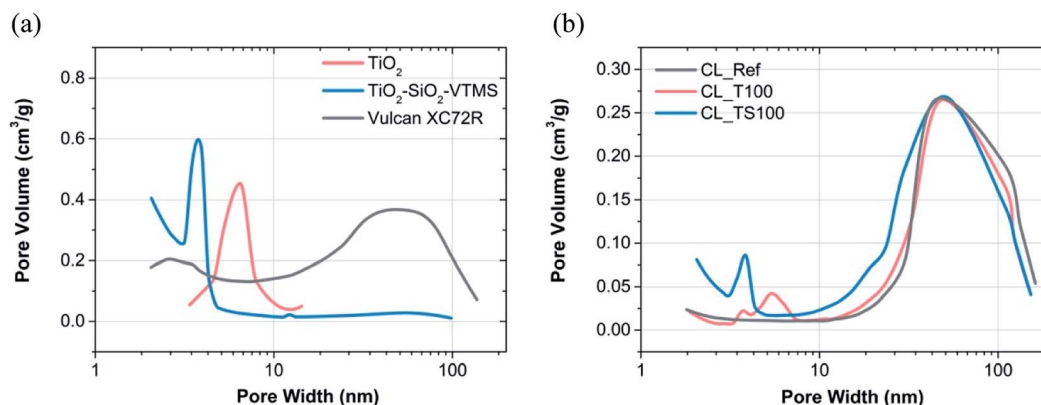 (a)
0.8
0.6
0.4
0.2
0.0
Pore Volume (cm³/g)
TiO₂
TiO₂-SiO₂-VTMS
Vulcan XC72R
1
10
100
Pore Width (nm)
(b)
0.30
0.25
0.20
0.15
0.10
0.05
0.00
Pore Volume (cm³/g)
CL_Ref
CL_T100
CL_TS100
1
10
100
Pore Width (nm)